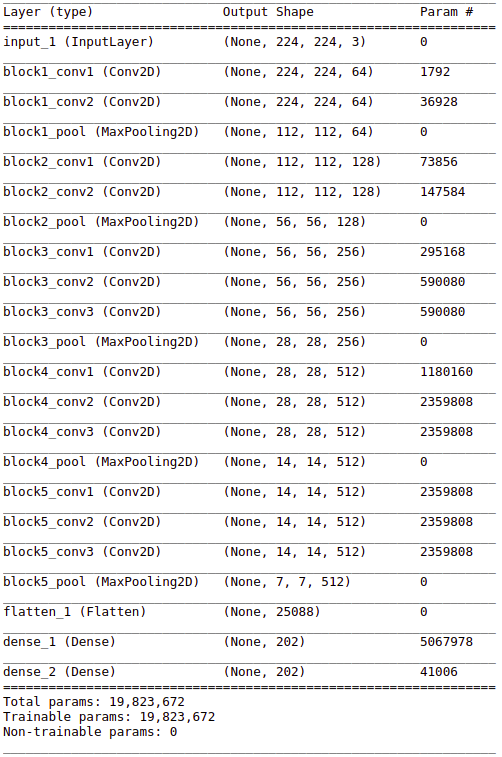 Layer (type) Output Shape Param #
input_1 (InputLayer) (None, 224, 224, 3) 0
block1_conv1 (Conv2D) (None, 224, 224, 64) 1792
block1_conv2 (Conv2D) (None, 224, 224, 64) 36928
block1_pool (MaxPooling2D) (None, 112, 112, 64) 0
block2_conv1 (Conv2D) (None, 112, 112, 128) 73856
block2_conv2 (Conv2D) (None, 112, 112, 128) 147584
block2_pool (MaxPooling2D) (None, 56, 56, 128) 0
block3_conv1 (Conv2D) (None, 56, 56, 256) 295168
block3_conv2 (Conv2D) (None, 56, 56, 256) 590080
block3_conv3 (Conv2D) (None, 56, 56, 256) 590080
block3_pool (MaxPooling2D) (None, 28, 28, 256) 0
block4_conv1 (Conv2D) (None, 28, 28, 512) 1180160
block4_conv2 (Conv2D) (None, 28, 28, 512) 2359808
block4_conv3 (Conv2D) (None, 28, 28, 512) 2359808
block4_pool (MaxPooling2D) (None, 14, 14, 512) 0
block5_conv1 (Conv2D) (None, 14, 14, 512) 2359808
block5_conv2 (Conv2D) (None, 14, 14, 512) 2359808
block5_conv3 (Conv2D) (None, 14, 14, 512) 2359808
block5_pool (MaxPooling2D) (None, 7, 7, 512) 0
flatten_1 (Flatten) (None, 25088) 0
dense_1 (Dense) (None, 202) 5067978
dense_2 (Dense) (None, 202) 41006
Total params: 19,823,672
Trainable params: 19,823,672
Non-trainable params: 0